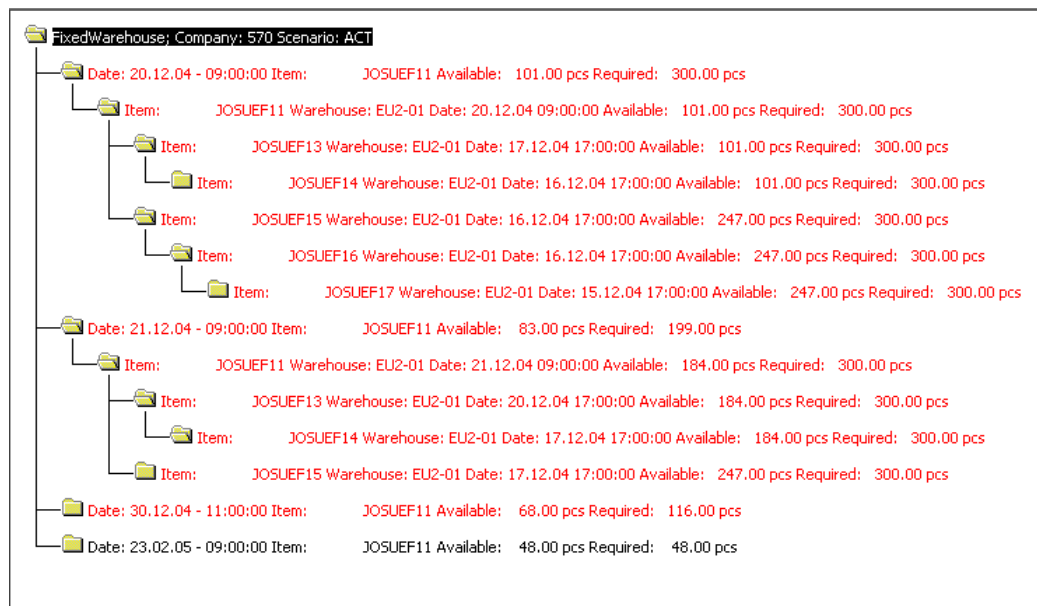 FixedWarehouse; Company: 570 Scenario: ACT
Date: 20.12.04 - 09:00:00 Item: JOSUEF11 Available: 101.00 pcs Required: 300.00 pcs
Item: JOSUEF11 Warehouse: EU2-01 Date: 20.12.04 09:00:00 Available: 101.00 pcs Required: 300.00 pcs
Item: JOSUEF13 Warehouse: EU2-01 Date: 17.12.04 17:00:00 Available: 101.00 pcs Required: 300.00 pcs
Item: JOSUEF14 Warehouse: EU2-01 Date: 16.12.04 17:00:00 Available: 101.00 pcs Required: 300.00 pcs
Item: JOSUEF15 Warehouse: EU2-01 Date: 16.12.04 17:00:00 Available: 247.00 pcs Required: 300.00 pcs
Item: JOSUEF16 Warehouse: EU2-01 Date: 16.12.04 17:00:00 Available: 247.00 pcs Required: 300.00 pcs
Item: JOSUEF17 Warehouse: EU2-01 Date: 15.12.04 17:00:00 Available: 247.00 pcs Required: 300.00 pcs
Date: 21.12.04 - 09:00:00 Item: JOSUEF11 Available: 83.00 pcs Required: 199.00 pcs
Item: JOSUEF11 Warehouse: EU2-01 Date: 21.12.04 09:00:00 Available: 184.00 pcs Required: 300.00 pcs
Item: JOSUEF13 Warehouse: EU2-01 Date: 20.12.04 17:00:00 Available: 184.00 pcs Required: 300.00 pcs
Item: JOSUEF14 Warehouse: EU2-01 Date: 17.12.04 17:00:00 Available: 184.00 pcs Required: 300.00 pcs
Item: JOSUEF15 Warehouse: EU2-01 Date: 17.12.04 17:00:00 Available: 247.00 pcs Required: 300.00 pcs
Date: 30.12.04 - 11:00:00 Item: JOSUEF11 Available: 68.00 pcs Required: 116.00 pcs
Date: 23.02.05 - 09:00:00 Item: JOSUEF11 Available: 48.00 pcs Required: 48.00 pcs